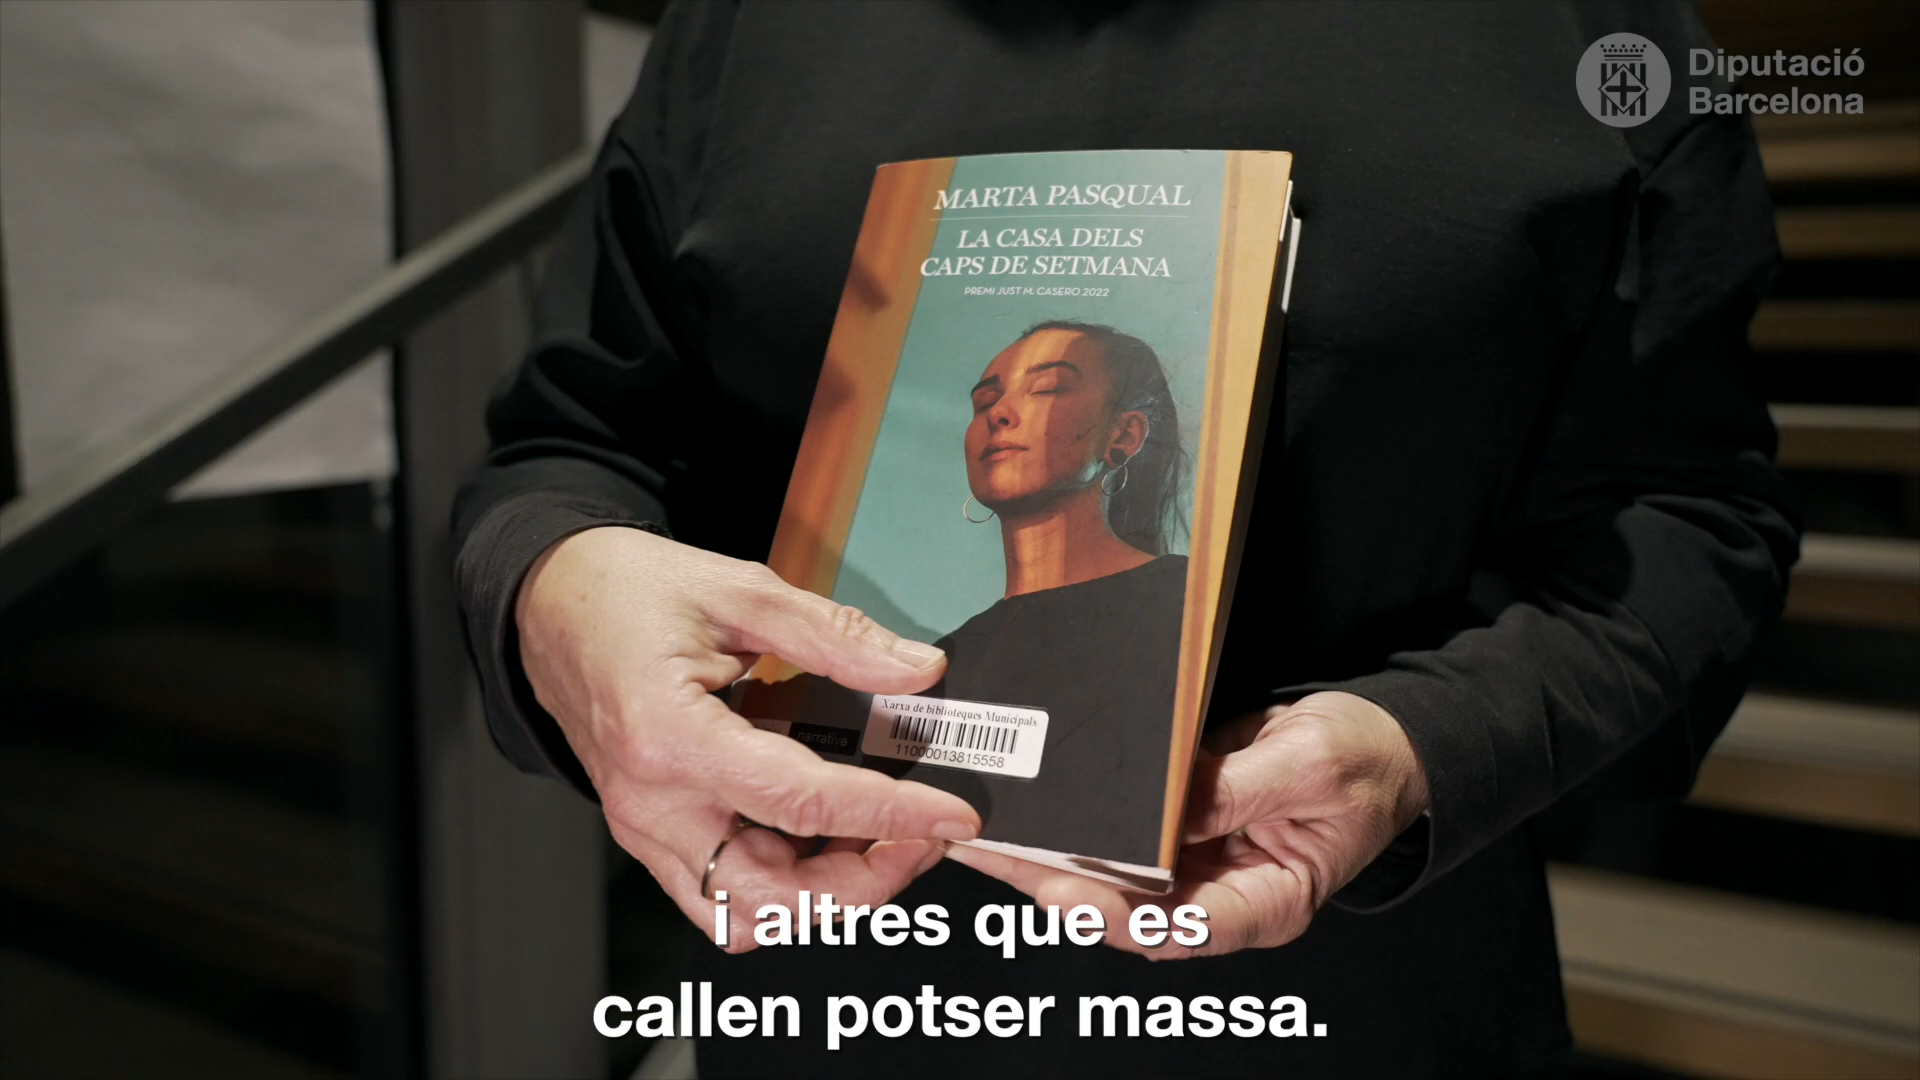 Diputació
Barcelona
MARTA PASQUAL
LA CASA DELS
CAPS DE SETMANA
PREMI JUST M. CASERO 2022
Xarxa de biblioteques Municipals
narrativa
11000013815558
i altres que es
callen potser massa.